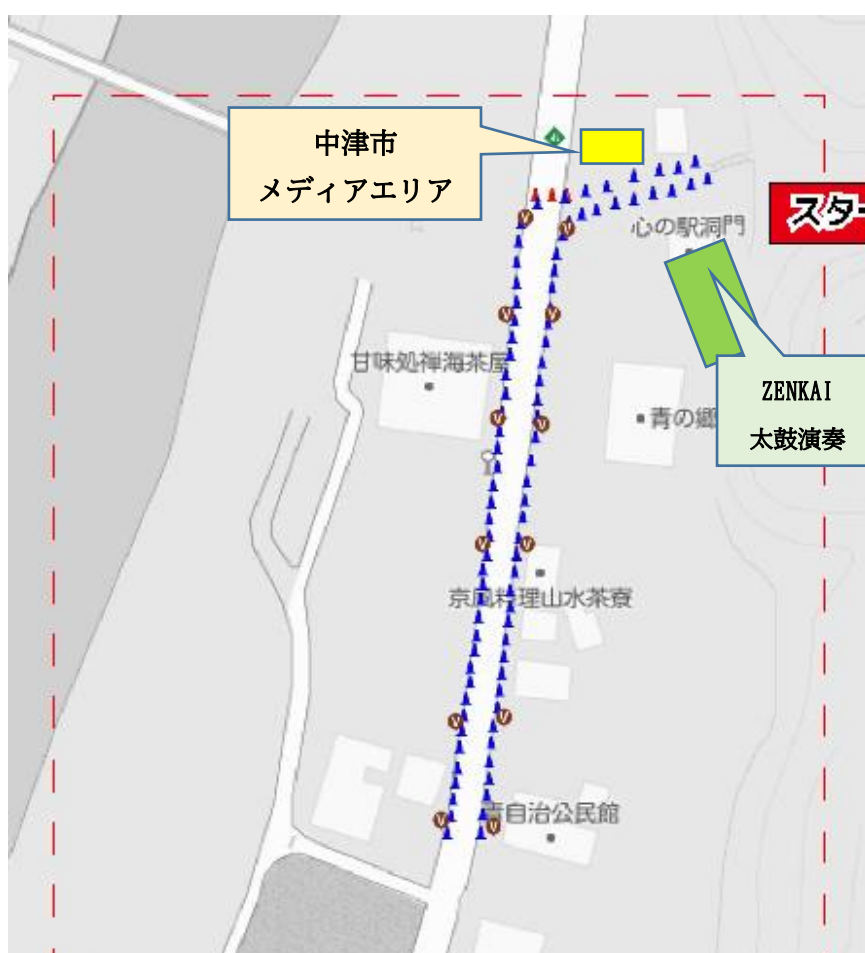 中津市
メディアエリア
スター
心の駅洞門
甘味処禅海茶屋
ZENKAI
太鼓演奏
青の郷
京風料理山水茶寮
青自治公民館
V
V
V
V
V
V
V
V
V
V
V
V